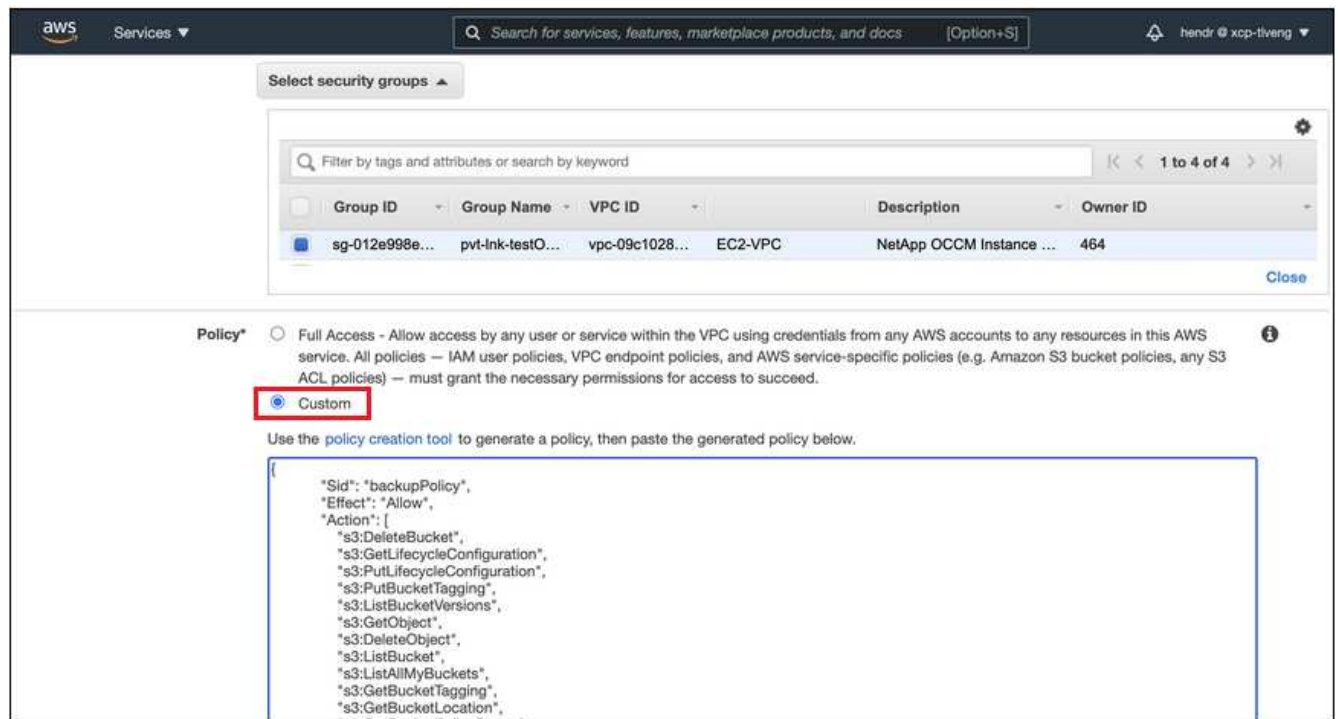 aws
Services ▼
Search for services, features, marketplace products, and docs [Option+S]
hendr @ xcp-tlveng ▼
Select security groups ▲
Filter by tags and attributes or search by keyword
1 to 4 of 4
Group ID Group Name VPC ID Description Owner ID
sg-012e998e... pvt-lnk-testO... vpc-09c1028... EC2-VPC NetApp OCCM Instance ... 464
Close
Policy*
Full Access - Allow access by any user or service within the VPC using credentials from any AWS accounts to any resources in this AWS
service. All policies — IAM user policies, VPC endpoint policies, and AWS service-specific policies (e.g. Amazon S3 bucket policies, any S3
ACL policies) — must grant the necessary permissions for access to succeed.
Custom
Use the policy creation tool to generate a policy, then paste the generated policy below.
{
"Sid": "backupPolicy",
"Effect": "Allow",
"Action": [
"s3:DeleteBucket",
"s3:GetLifecycleConfiguration",
"s3:PutLifecycleConfiguration",
"s3:PutBucketTagging",
"s3:ListBucketVersions",
"s3:GetObject",
"s3:DeleteObject",
"s3:ListBucket",
"s3:ListAllMyBuckets",
"s3:GetBucketTagging",
"s3:GetBucketLocation",